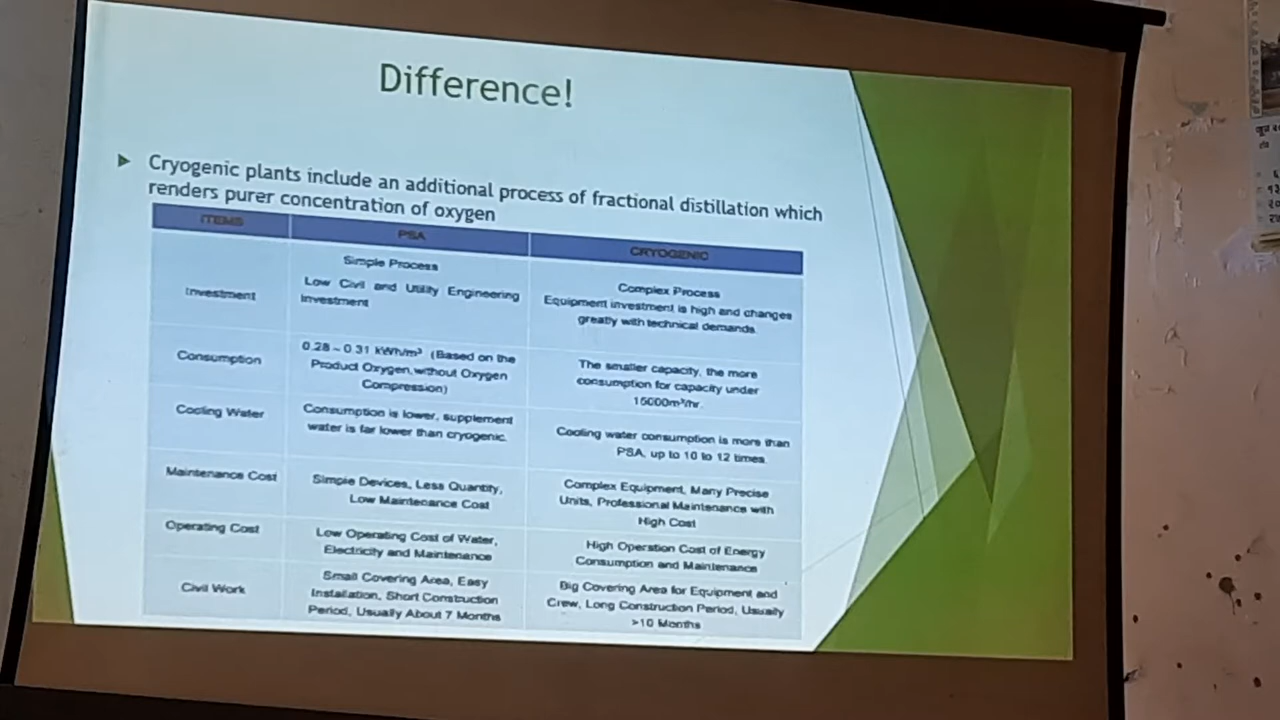 Difference!
Cryogenic plants include an additional process of fractional distillation which
renders purer concentration of oxygen
ITEMS PSA CRYOGENIC
Investment
Simple Process
Low Civil and Utility Engineering
Investment
Complex Process
Equipment investment is high and changes
greatly with technical demands.
Consumption
0.28~0.31 kWh/m³ (Based on the
Product Oxygen, without Oxygen
Compression)
The smaller capacity, the more
consumption for capacity under
15000m³/hr.
Cooling Water
Consumption is lower, supplement
water is far lower than cryogenic.
Cooling water consumption is more than
PSA, up to 10 to 12 times.
Maintenance Cost
Simple Devices, Less Quantity,
Low Maintenance Cost
Complex Equipment, Many Precise
Units, Professional Maintenance with
High Cost
Operating Cost
Low Operating Cost of Water,
Electricity and Maintenance
High Operation Cost of Energy
Consumption and Maintenance
Civil Work
Small Covering Area, Easy
Installation, Short Construction
Period, Usually About 7 Months
Big Covering Area for Equipment and
Crew, Long Construction Period, Usually
>10 Months